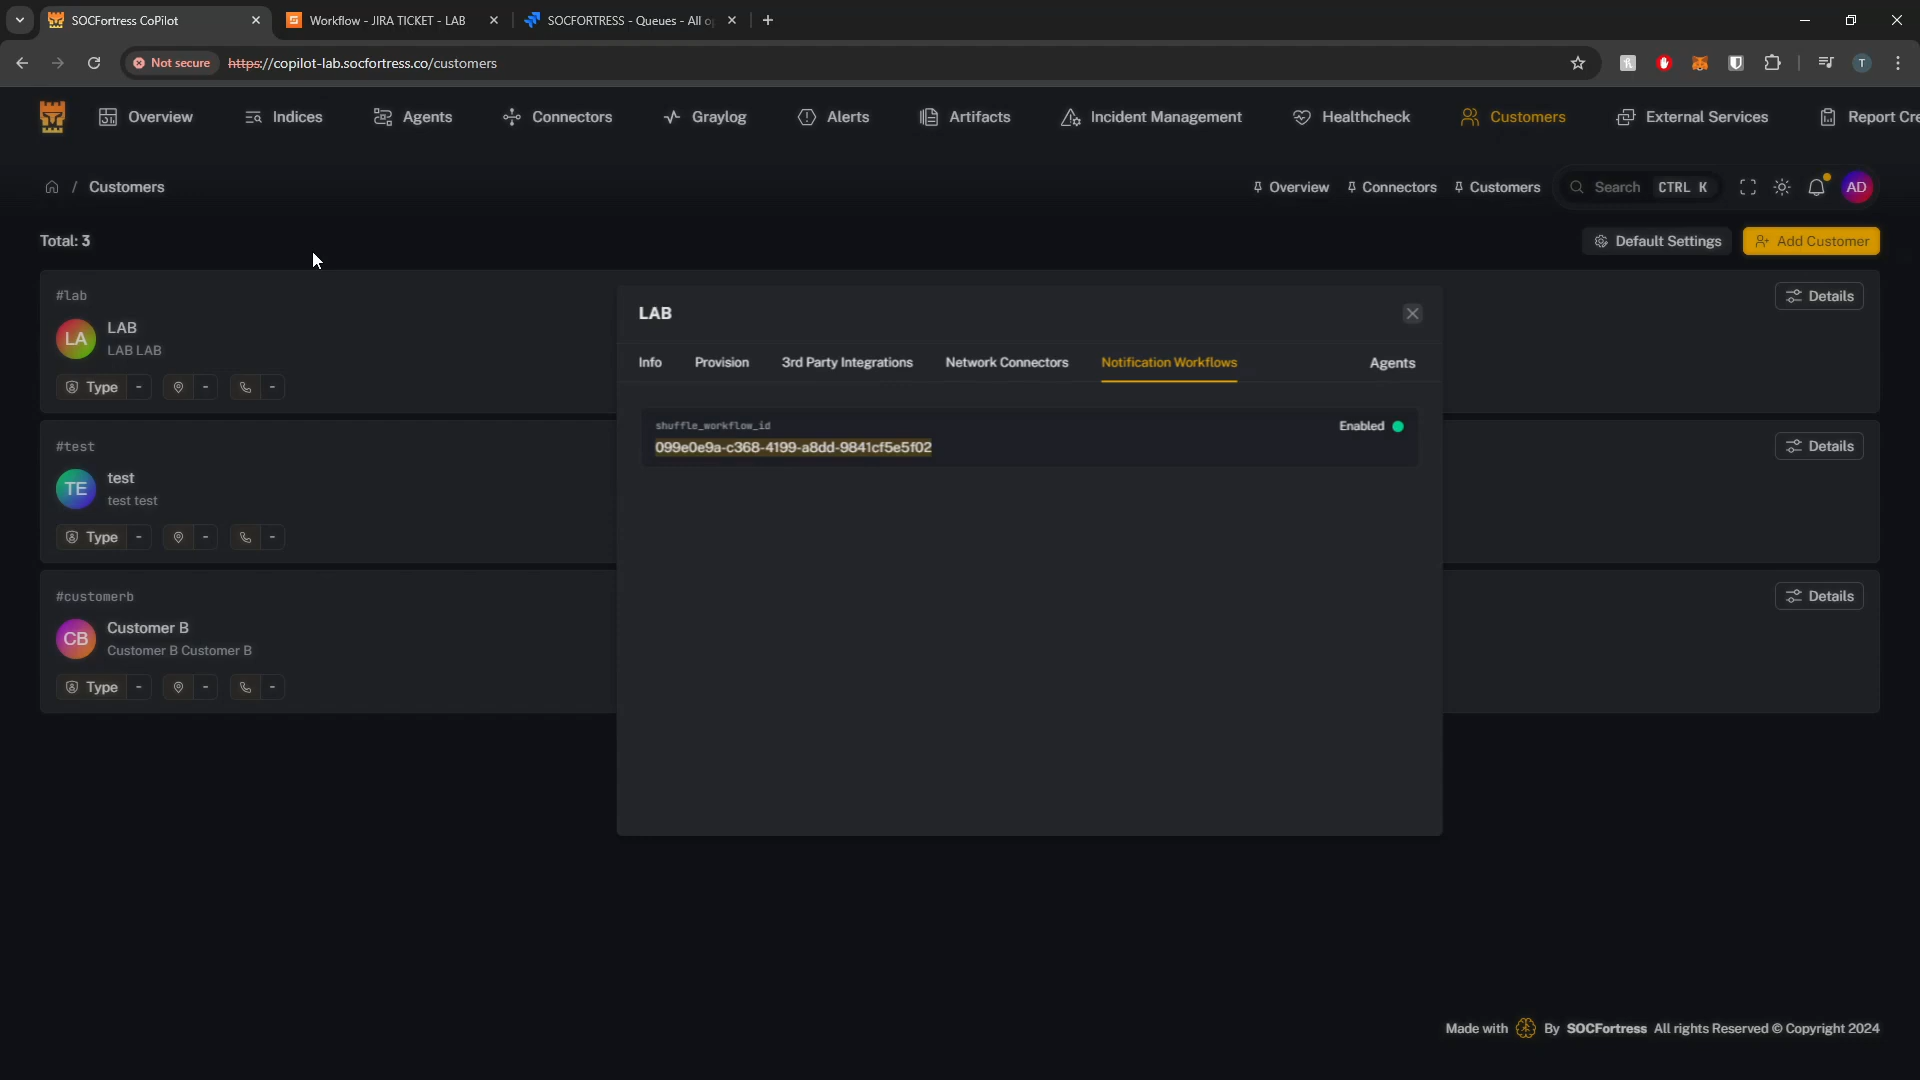 SOCFortress CoPilot
Workflow - JIRA TICKET - LAB
SOCFORTRESS - Queues - All o
Not secure
https://copilot-lab.socfortress.co/customers
T
Overview
Indices
Agents
Connectors
Graylog
Alerts
Artifacts
Incident Management
Healthcheck
Customers
External Services
Report Cre
/ Customers
Overview
Connectors
Customers
Search CTRL K
AD
Total: 3
Default Settings
Add Customer
#lab
Details
LA
LAB
LAB LAB
Type -
-
-
#test
Details
TE
test
test test
Type -
-
-
#customerb
Details
CB
Customer B
Customer B Customer B
Type -
-
-
LAB
Info
Provision
3rd Party Integrations
Network Connectors
Notification Workflows
Agents
shuffle_workflow_id
Enabled
099e0e9a-c368-4199-a8dd-9841cf5e5f02
Made with By SOCFortress All rights Reserved © Copyright 2024